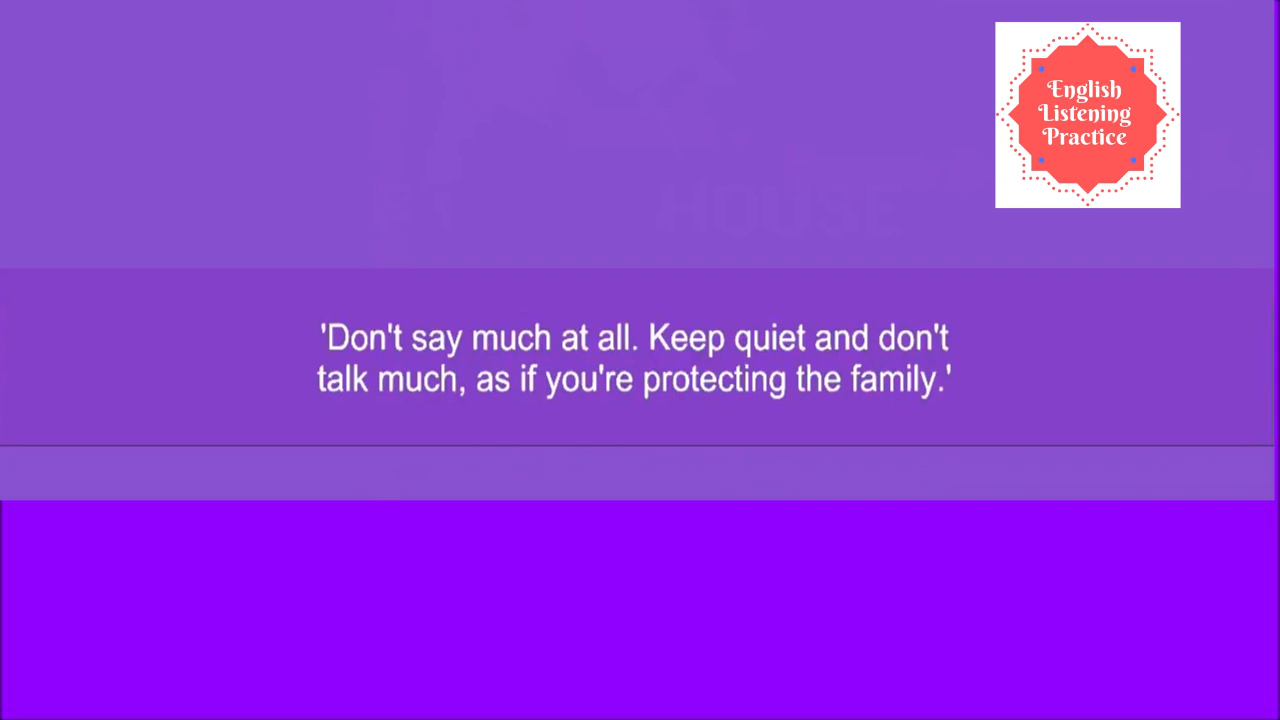 English
Listening
Practice
HOUSE
'Don't say much at all. Keep quiet and don't
talk much, as if you're protecting the family.'